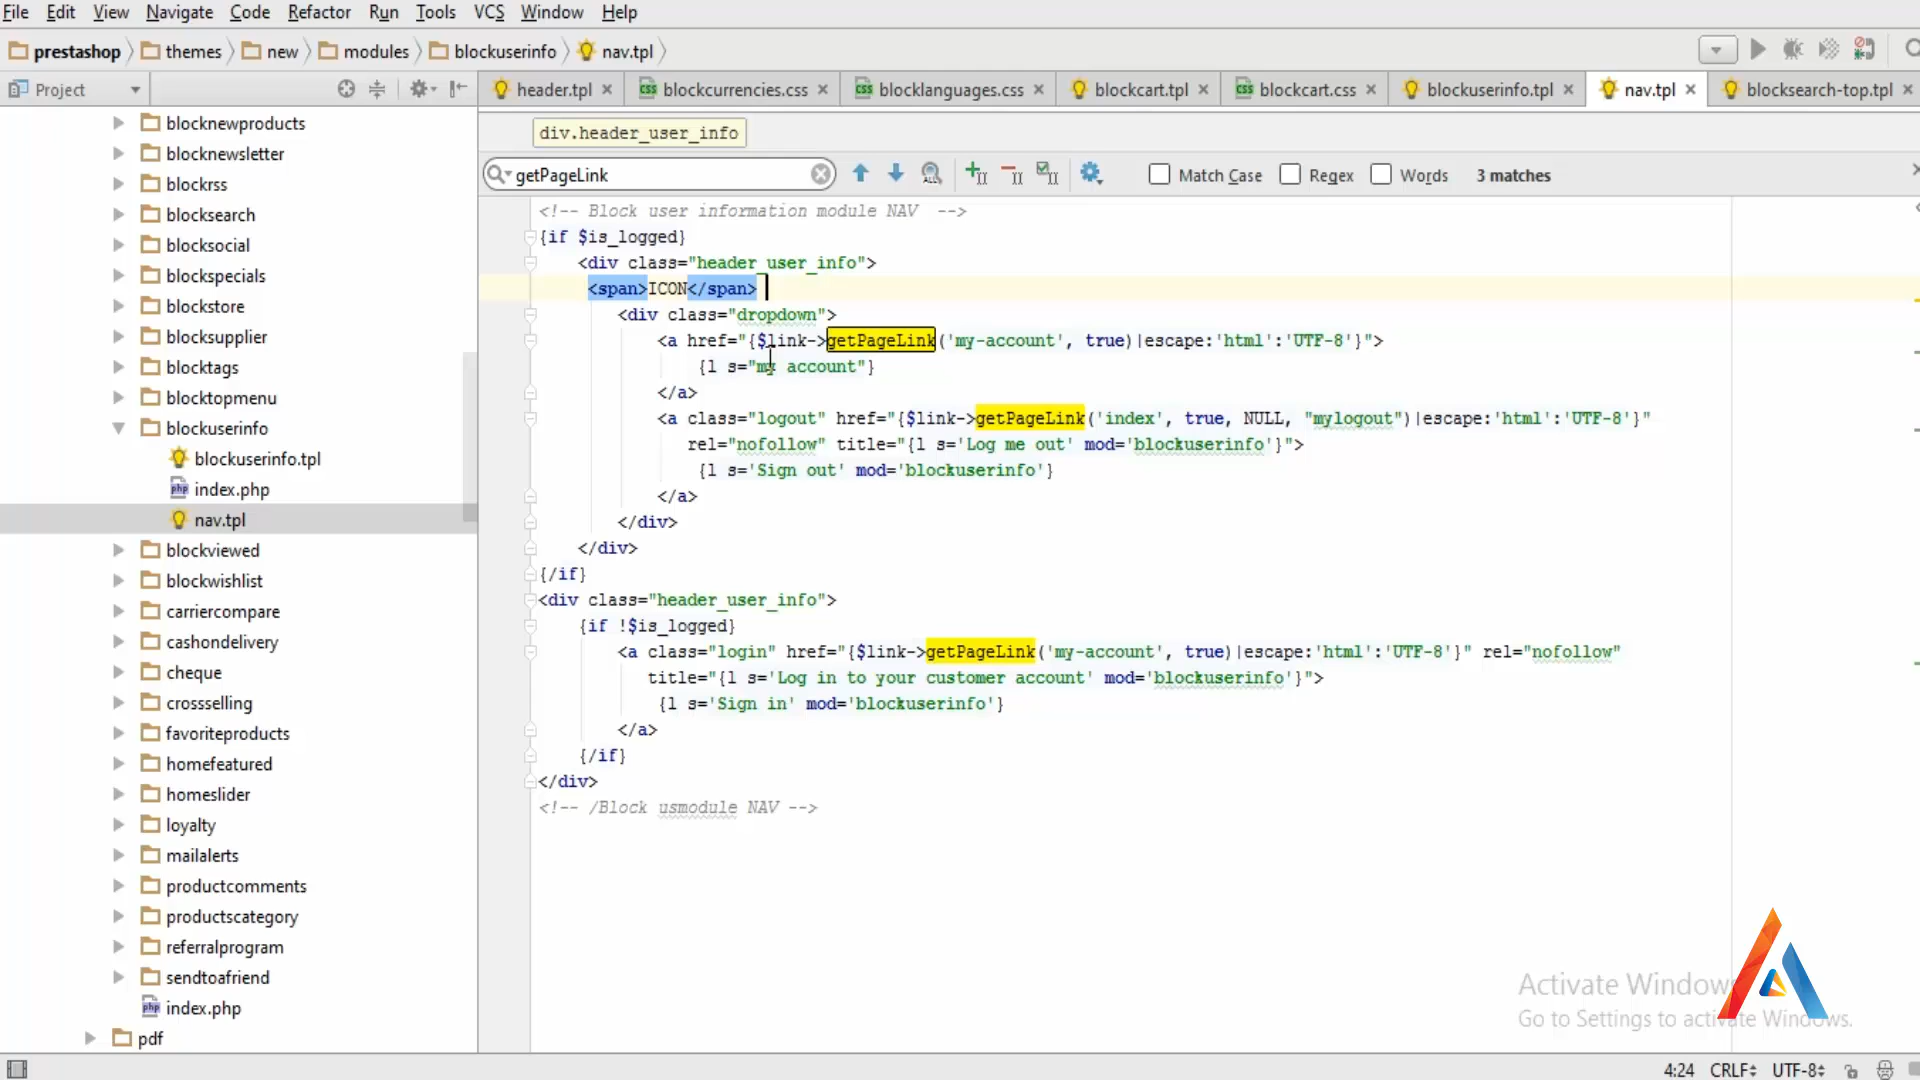 File Edit View Navigate Code Refactor Run Tools VCS Window Help
prestashop themes new modules blockuserinfo nav.tpl
Project
header.tpl blockcurrencies.css blocklanguages.css blockcart.tpl blockcart.css blockuserinfo.tpl nav.tpl blocksearch-top.tpl
div.header_user_info
getPageLink Match Case Regex Words 3 matches
blocknewproducts
blocknewsletter
blockrss
blocksearch
blocksocial
blockspecials
blockstore
blocksupplier
blocktags
blocktopmenu
blockuserinfo
blockuserinfo.tpl
index.php
nav.tpl
blockviewed
blockwishlist
carriercompare
cashondelivery
cheque
crossselling
favoriteproducts
homefeatured
homeslider
loyalty
mailalerts
productcomments
productscategory
referralprogram
sendtoafriend
index.php
pdf
<!-- Block user information module NAV  -->
{if $is_logged}
<div class="header_user_info">
<span>ICON</span>
<div class="dropdown">
<a href="{$link->getPageLink('my-account', true)|escape:'html':'UTF-8'}">
{l s="my account"}
</a>
<a class="logout" href="{$link->getPageLink('index', true, NULL, "mylogout")|escape:'html':'UTF-8'}"
rel="nofollow" title="{l s='Log me out' mod='blockuserinfo'}">
{l s='Sign out' mod='blockuserinfo'}
</a>
</div>
</div>
{/if}
<div class="header_user_info">
{if !$is_logged}
<a class="login" href="{$link->getPageLink('my-account', true)|escape:'html':'UTF-8'}" rel="nofollow"
title="{l s='Log in to your customer account' mod='blockuserinfo'}">
{l s='Sign in' mod='blockuserinfo'}
</a>
{/if}
</div>
<!-- /Block usmodule NAV -->
Activate Windows
Go to Settings to activate Windows.
4:24 CRLF UTF-8